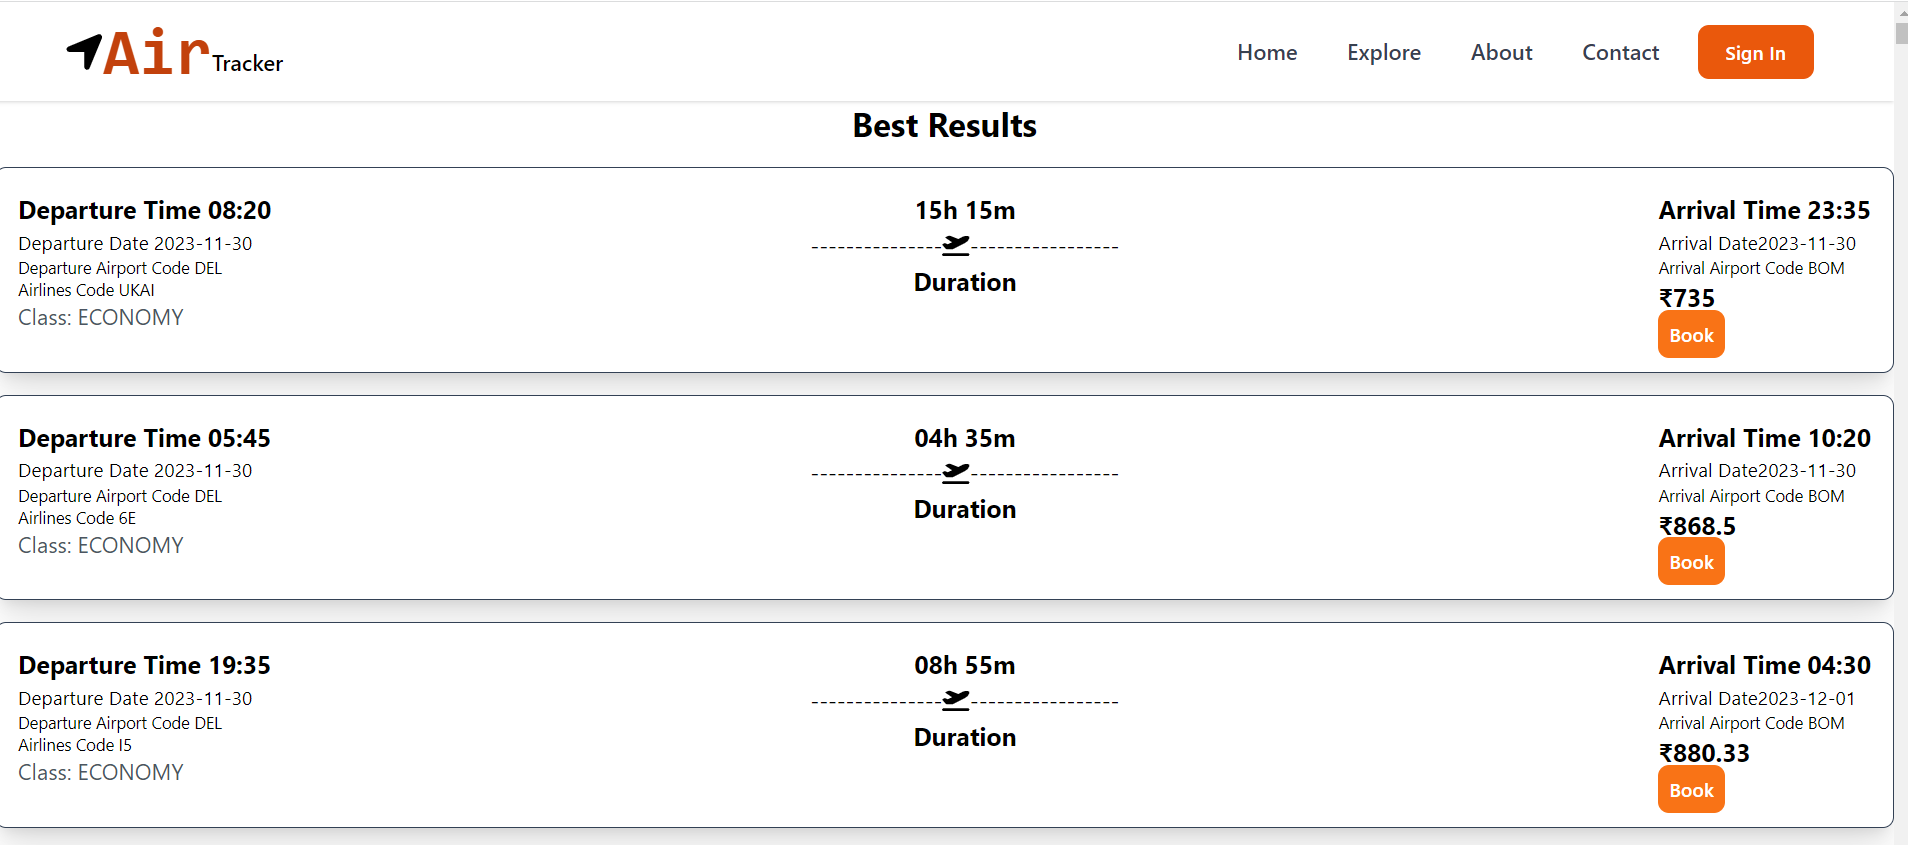 Air Tracker
Home Explore About Contact Sign In
Best Results
Departure Time 08:20
Departure Date 2023-11-30
Departure Airport Code DEL
Airlines Code UKAI
Class: ECONOMY
15h 15m
---------------✈-----------------
Duration
Arrival Time 23:35
Arrival Date2023-11-30
Arrival Airport Code BOM
₹735
Book
Departure Time 05:45
Departure Date 2023-11-30
Departure Airport Code DEL
Airlines Code 6E
Class: ECONOMY
04h 35m
---------------✈-----------------
Duration
Arrival Time 10:20
Arrival Date2023-11-30
Arrival Airport Code BOM
₹868.5
Book
Departure Time 19:35
Departure Date 2023-11-30
Departure Airport Code DEL
Airlines Code I5
Class: ECONOMY
08h 55m
---------------✈-----------------
Duration
Arrival Time 04:30
Arrival Date2023-12-01
Arrival Airport Code BOM
₹880.33
Book